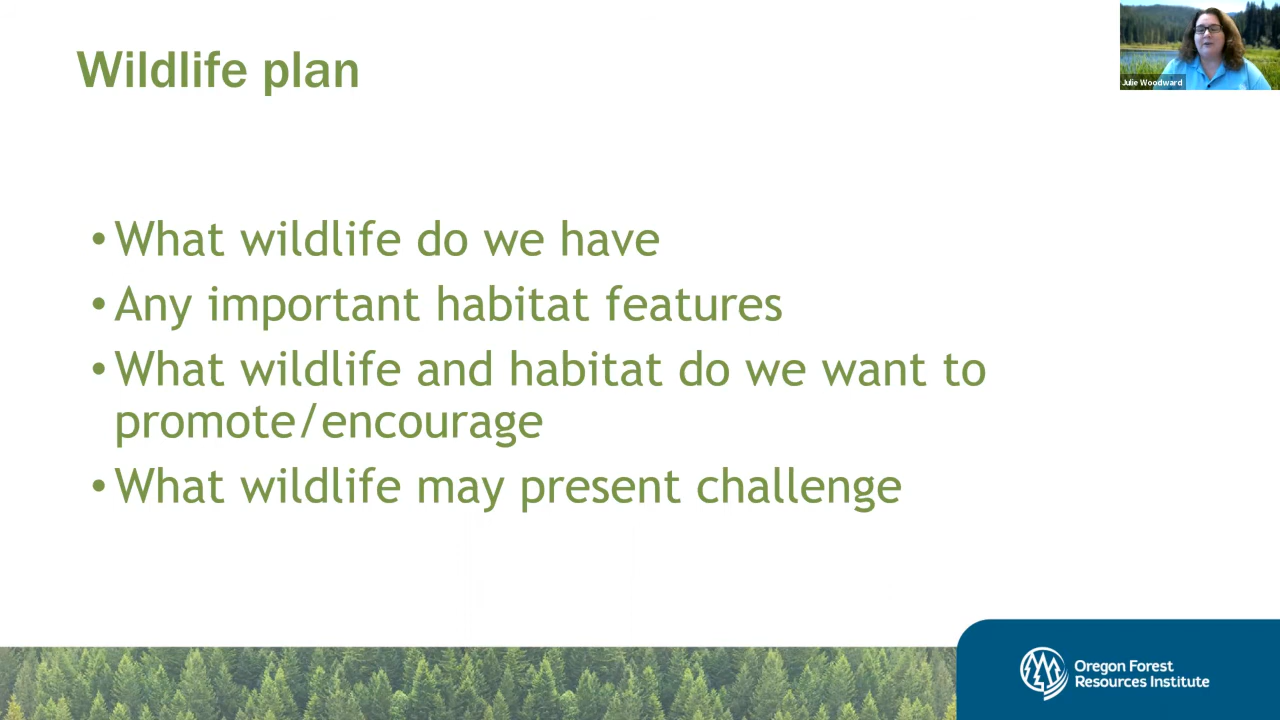 Wildlife plan
Julie Woodward
• What wildlife do we have
• Any important habitat features
• What wildlife and habitat do we want to
promote/encourage
• What wildlife may present challenge
Oregon Forest
Resources Institute